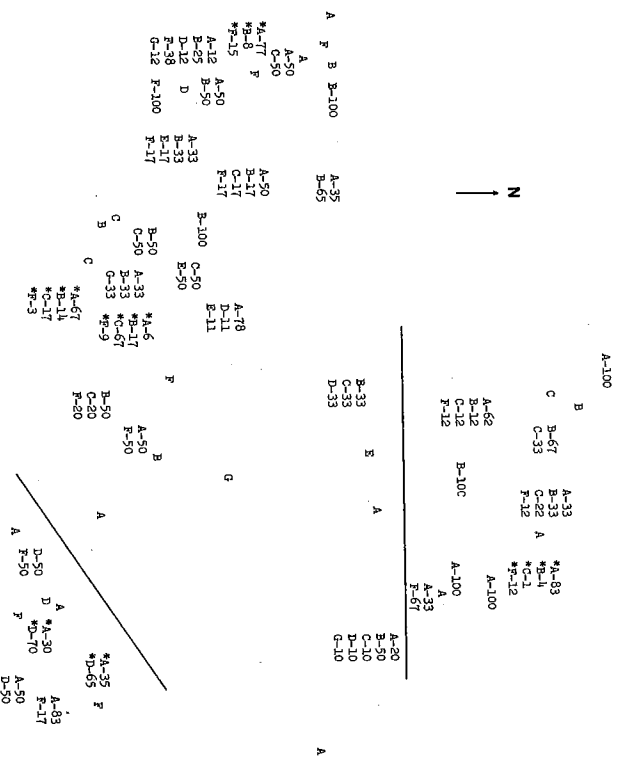 A-100
B
C
B-67
C-33
A-33
B-33
C-22
F-12
A
*A-83
*B-4
*C-1
*F-12
N
A-62
B-12
C-12
F-12
B-10C
A-100
A-100
A
A-33
F-67
A-20
B-50
C-10
D-10
G-10
A
A
F
B
B-100
A-35
B-65
B-33
C-33
D-33
E
A
A
A-50
C-50
F
*A-77
*B-8
*F-15
A-12
B-25
D-12
F-38
G-12
A-50
B-50
D
F-100
A-33
B-33
E-17
F-17
A-50
B-17
C-17
F-17
B-100
C-50
E-50
A-78
D-11
E-11
G
B-50
C-50
C
B
C
A-33
B-33
G-33
*A-6
*B-17
*C-67
*F-9
*A-67
*B-14
*C-17
*F-3
F
B-50
C-20
F-20
A-50
F-50
B
A
A
D-50
F-50
A
D
F
*A-30
*D-70
*A-35
*D-65
F
A-83
F-17
A-50
D-50